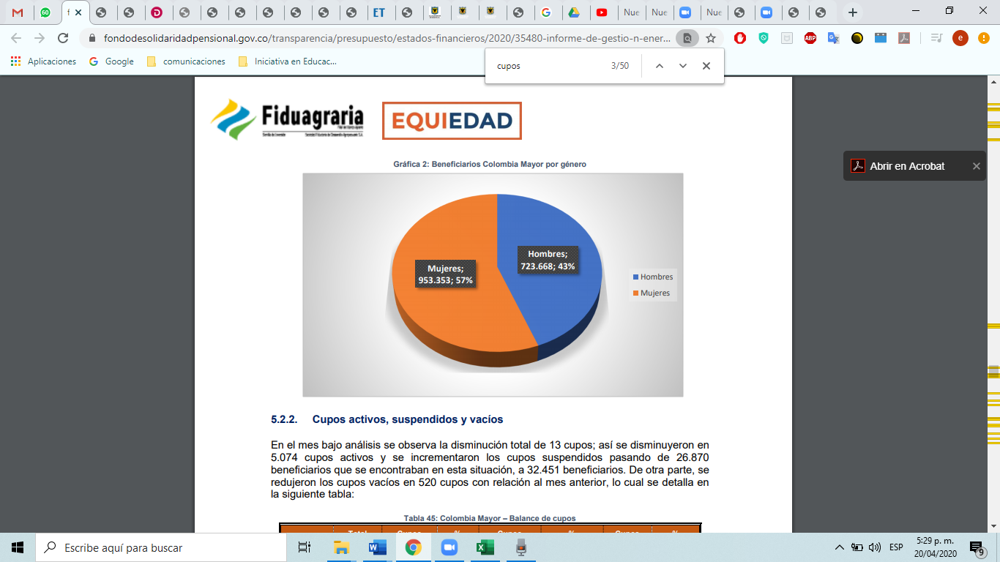 ET
Nue
Nue
Nue
fondodesolidaridadpensional.gov.co/transparencia/presupuesto/estados-financieros/2020/35480-informe-de-gestio-n-ener...
Aplicaciones
Google
comunicaciones
Iniciativa en Educac...
cupos
3/50
Fiduagraria
EQUIEDAD
Abrir en Acrobat
Gráfica 2: Beneficiarios Colombia Mayor por género
Hombres;
723.668; 43%
Mujeres;
953.353; 57%
Hombres
Mujeres
5.2.2. Cupos activos, suspendidos y vacíos
En el mes bajo análisis se observa la disminución total de 13 cupos; así se disminuyeron en
5.074 cupos activos y se incrementaron los cupos suspendidos pasando de 26.870
beneficiarios que se encontraban en esta situación, a 32.451 beneficiarios. De otra parte, se
redujeron los cupos vacíos en 520 cupos con relación al mes anterior, lo cual se detalla en
la siguiente tabla:
Tabla 45: Colombia Mayor – Balance de cupos
Total Cupos % Cupos % Cupos %
Escribe aquí para buscar
ESP
5:29 p. m.
20/04/2020
9